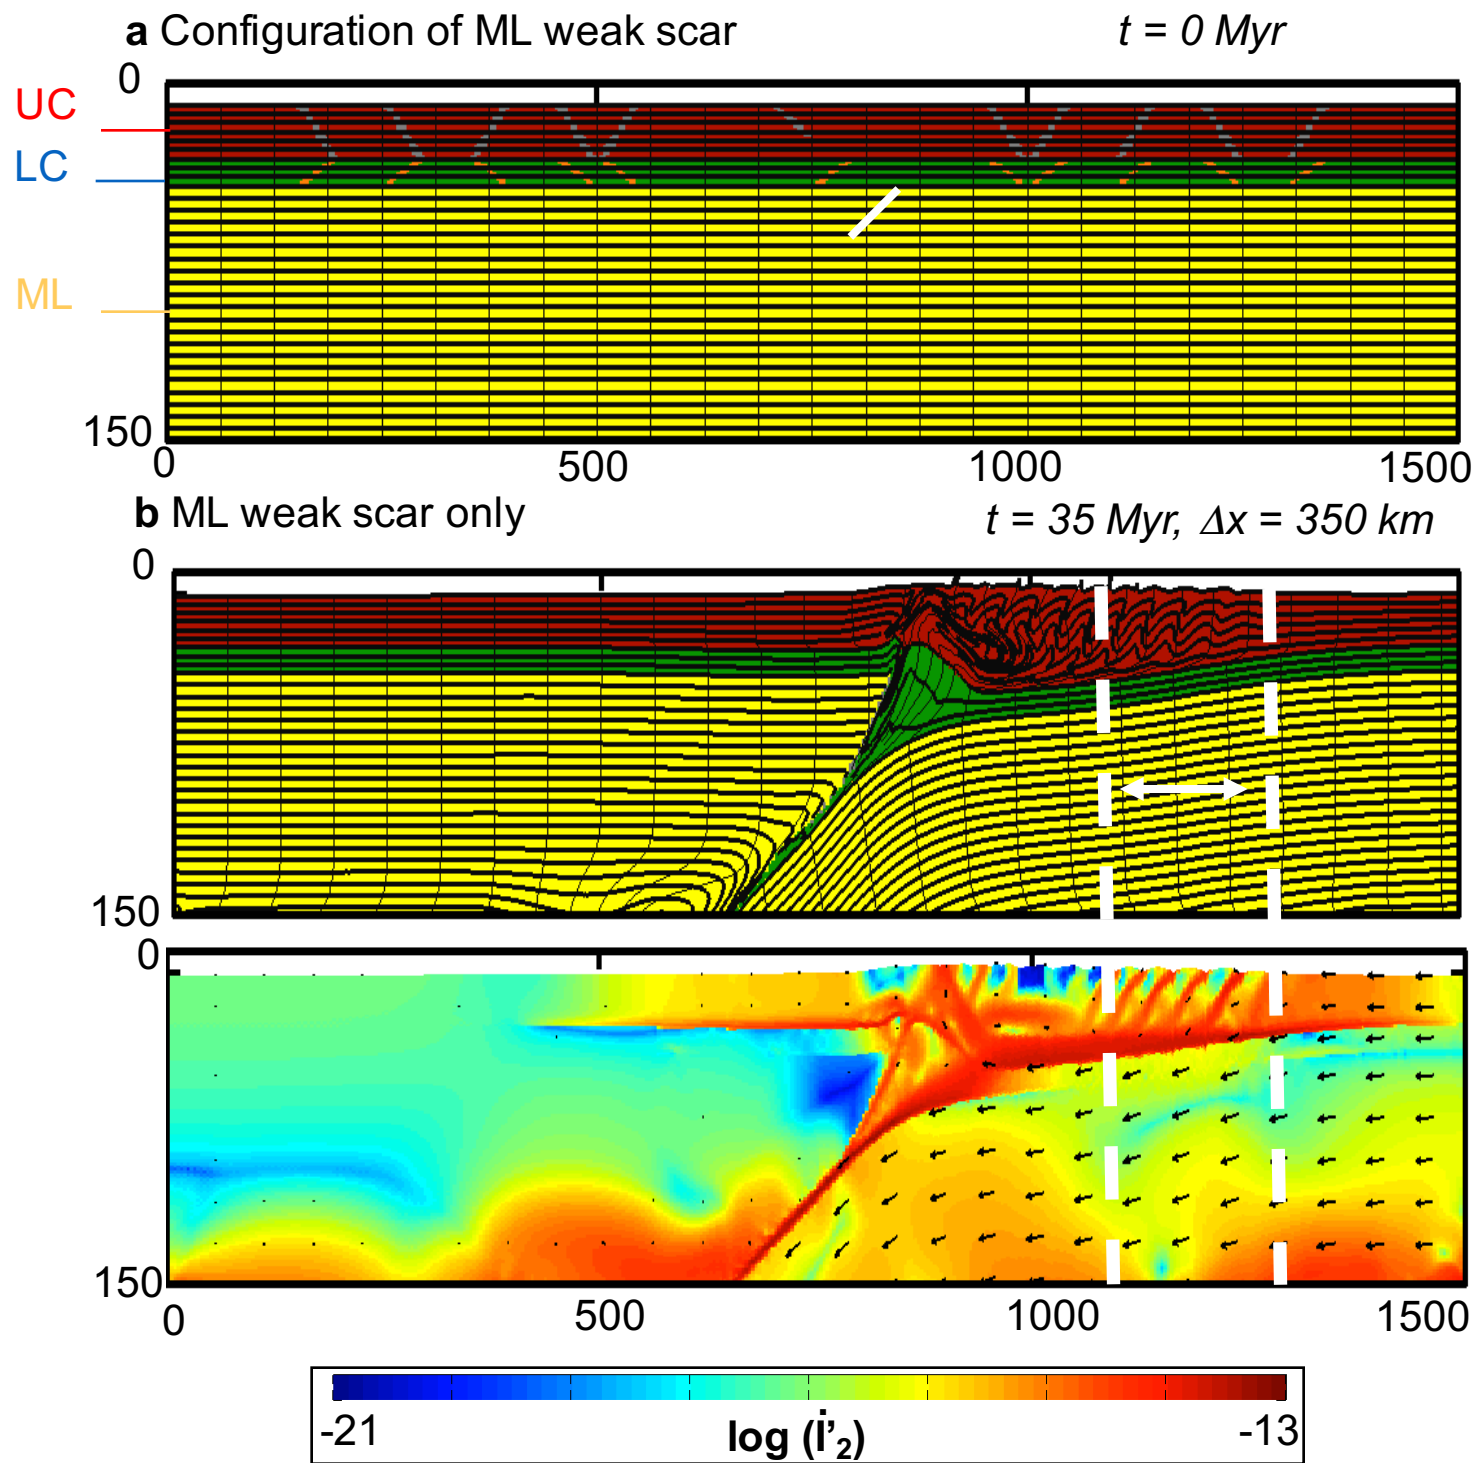 a Configuration of ML weak scar
t = 0 Myr
0
UC
LC
ML
150
0 500 1000 1500
b ML weak scar only
t = 35 Myr, Δx = 350 km
0
150
0
150
0 500 1000 1500
-21 -13
log (İ'₂)